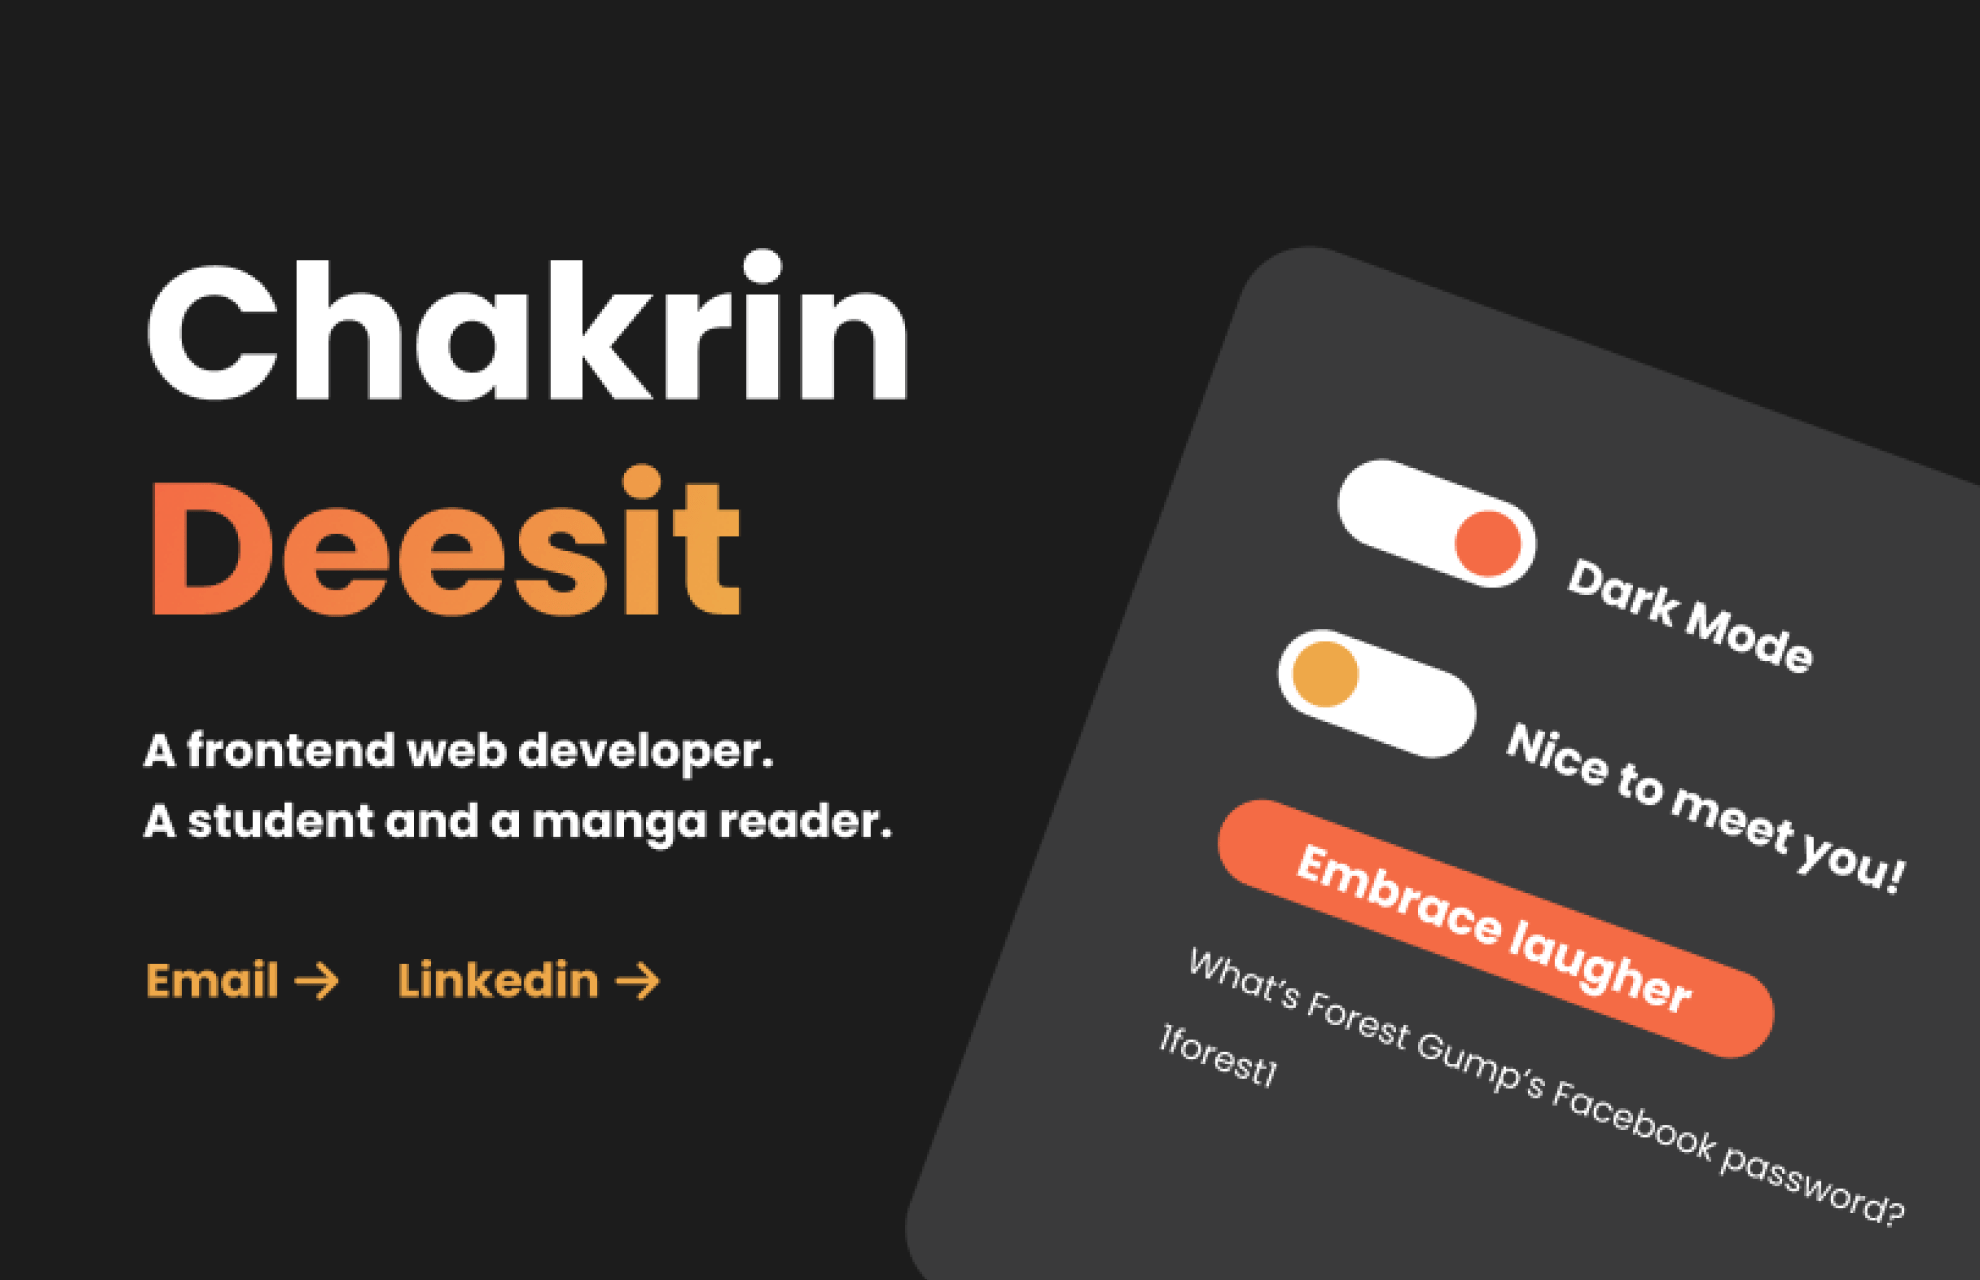 Chakrin
Deesit
A frontend web developer.
A student and a manga reader.
Email → Linkedin →
Dark Mode
Nice to meet you!
Embrace laugher
What's Forest Gump's Facebook password?
1forest1